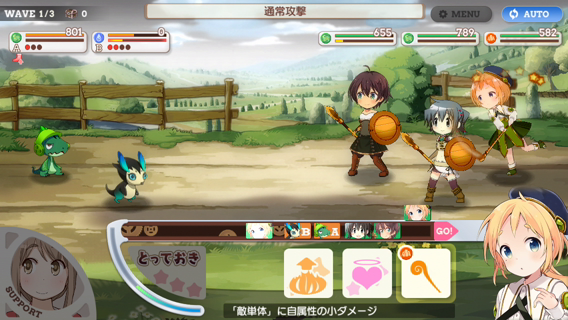 WAVE 1/3 0
通常攻撃
MENU
AUTO
801
0
655
789
582
A
B
B
A
GO!
とっておき
SUPPORT
「敵単体」に自属性の小ダメージ